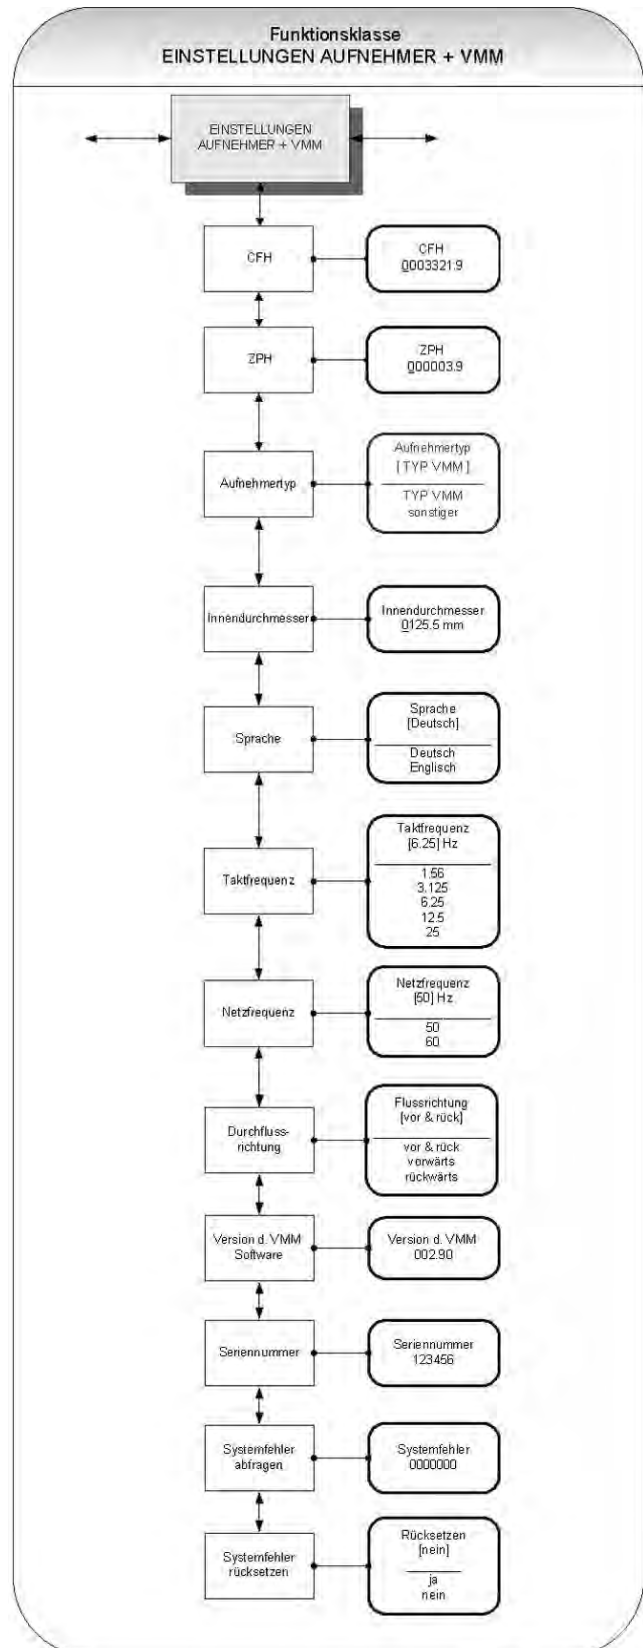 Funktionsklasse
EINSTELLUNGEN AUFNEHMER + VMM
EINSTELLUNGEN
AUFNEHMER + VMM
CFH
CFH
0003321.9
ZPH
ZPH
000003.9
Aufnehmertyp
Aufnehmertyp
[ TYP VMM ]
TYP VMM
sonstiger
Innendurchmesser
Innendurchmesser
0125.5 mm
Sprache
Sprache
[Deutsch]
Deutsch
Englisch
Taktfrequenz
Taktfrequenz
[6.25] Hz
1.56
3.125
6.25
12.5
25
Netzfrequenz
Netzfrequenz
[50] Hz
50
60
Durchfluss-
richtung
Flussrichtung
[vor & rück]
vor & rück
vorwärts
rückwärts
Version d. VMM
Software
Version d. VMM
002.90
Seriennummer
Seriennummer
123456
Systemfehler
abfragen
Systemfehler
0000000
Systemfehler
rücksetzen
Rücksetzen
[nein]
ja
nein